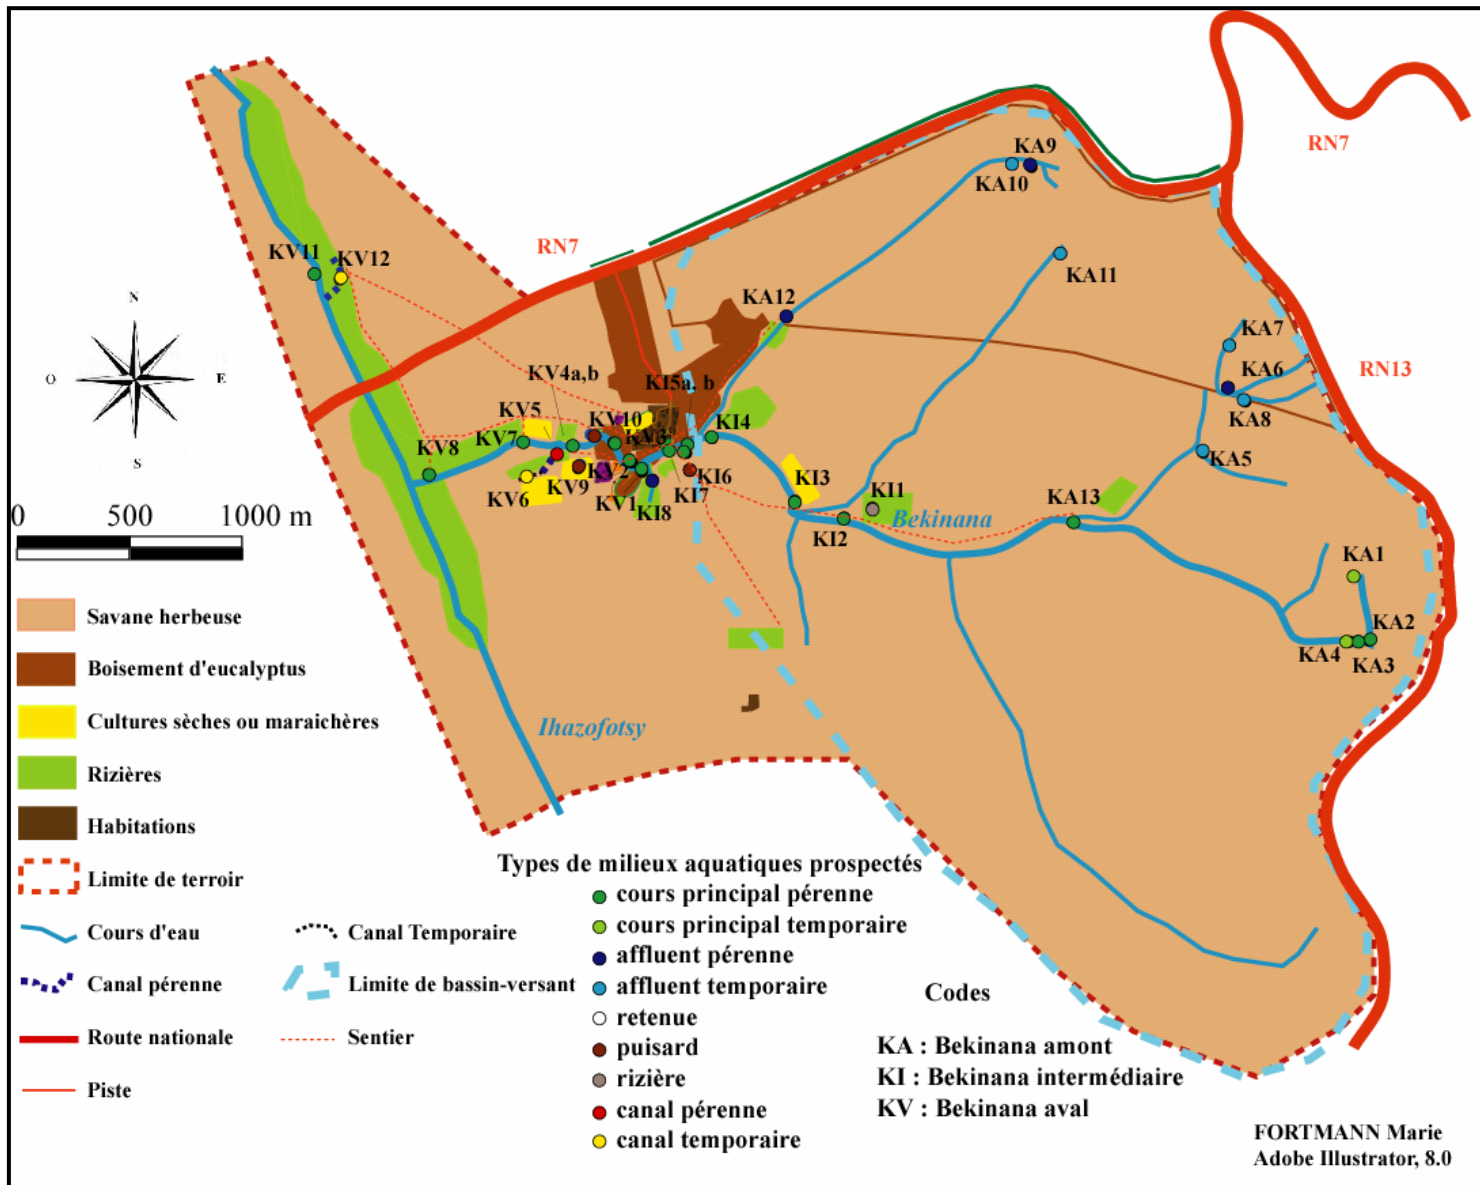 RN7
KA9
KA10
RN7
KV11
KV12
KA11
N
KA12
KA7
O
E
KV4a,b
KI5a, b
KA6
RN13
KV5
KV10
KA8
KV7
KV3
KI4
S
KV8
KV2
KI6
KI3
KA5
KV6
KV9
KI7
KI1
KA13
KV1
KI8
0 500 1000 m
KI2
Bekinana
KA1
KA2
KA4
KA3
Ihazofotsy
Savane herbeuse
Boisement d'eucalyptus
Cultures sèches ou maraichères
Rizières
Habitations
Limite de terroir
Cours d'eau
Canal pérenne
Route nationale
Piste
Canal Temporaire
Limite de bassin-versant
Sentier
Types de milieux aquatiques prospectés
cours principal pérenne
cours principal temporaire
affluent pérenne
affluent temporaire
retenue
puisard
rizière
canal pérenne
canal temporaire
Codes
KA : Bekinana amont
KI : Bekinana intermédiaire
KV : Bekinana aval
FORTMANN Marie
Adobe Illustrator, 8.0